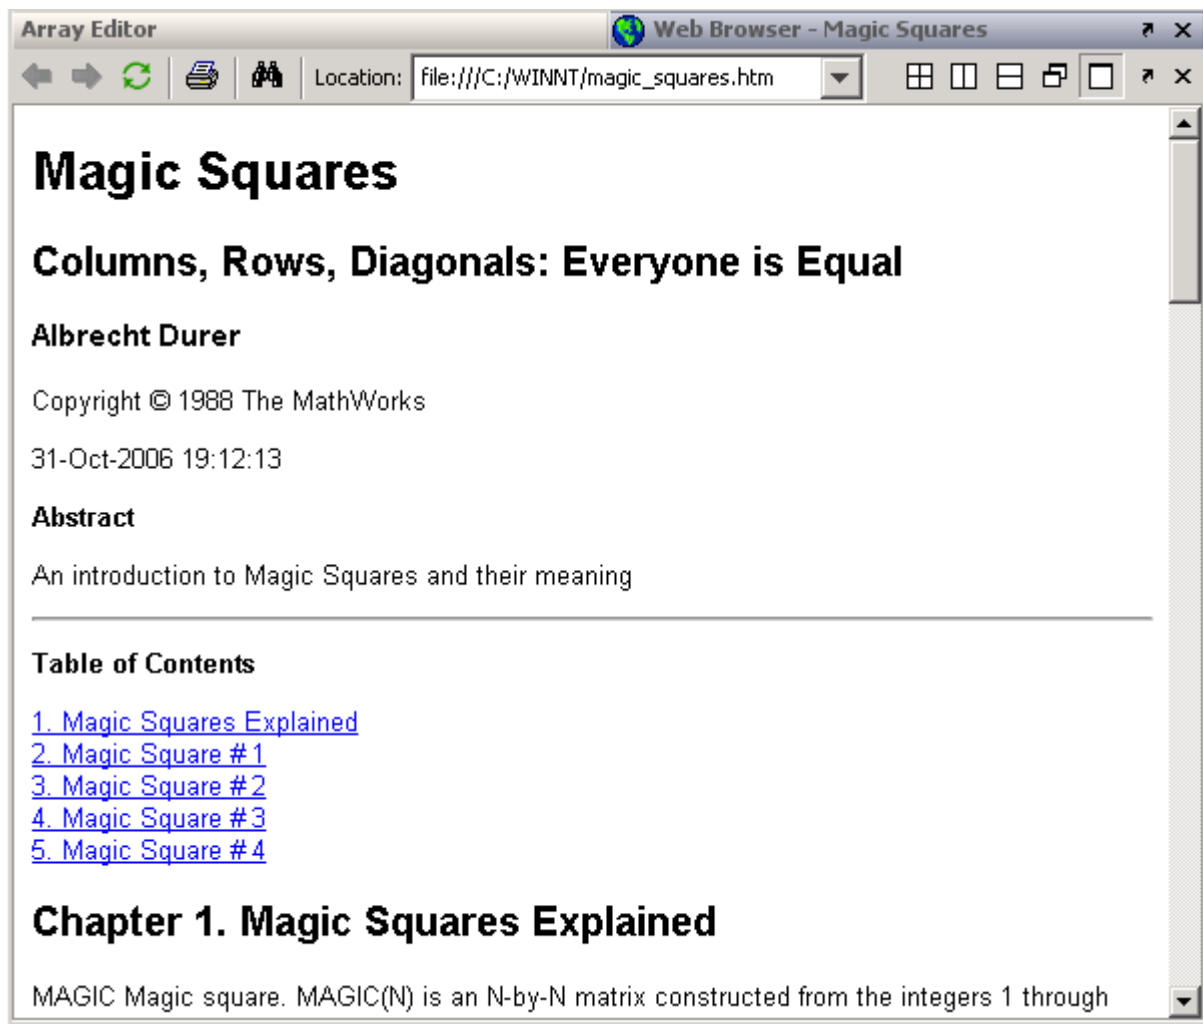 Array Editor
Web Browser - Magic Squares
Location: file:///C:/WINNT/magic_squares.htm
Magic Squares
Columns, Rows, Diagonals: Everyone is Equal
Albrecht Durer
Copyright © 1988 The MathWorks
31-Oct-2006 19:12:13
Abstract
An introduction to Magic Squares and their meaning
Table of Contents
1. Magic Squares Explained
2. Magic Square #1
3. Magic Square #2
4. Magic Square #3
5. Magic Square #4
Chapter 1. Magic Squares Explained
MAGIC Magic square. MAGIC(N) is an N-by-N matrix constructed from the integers 1 through